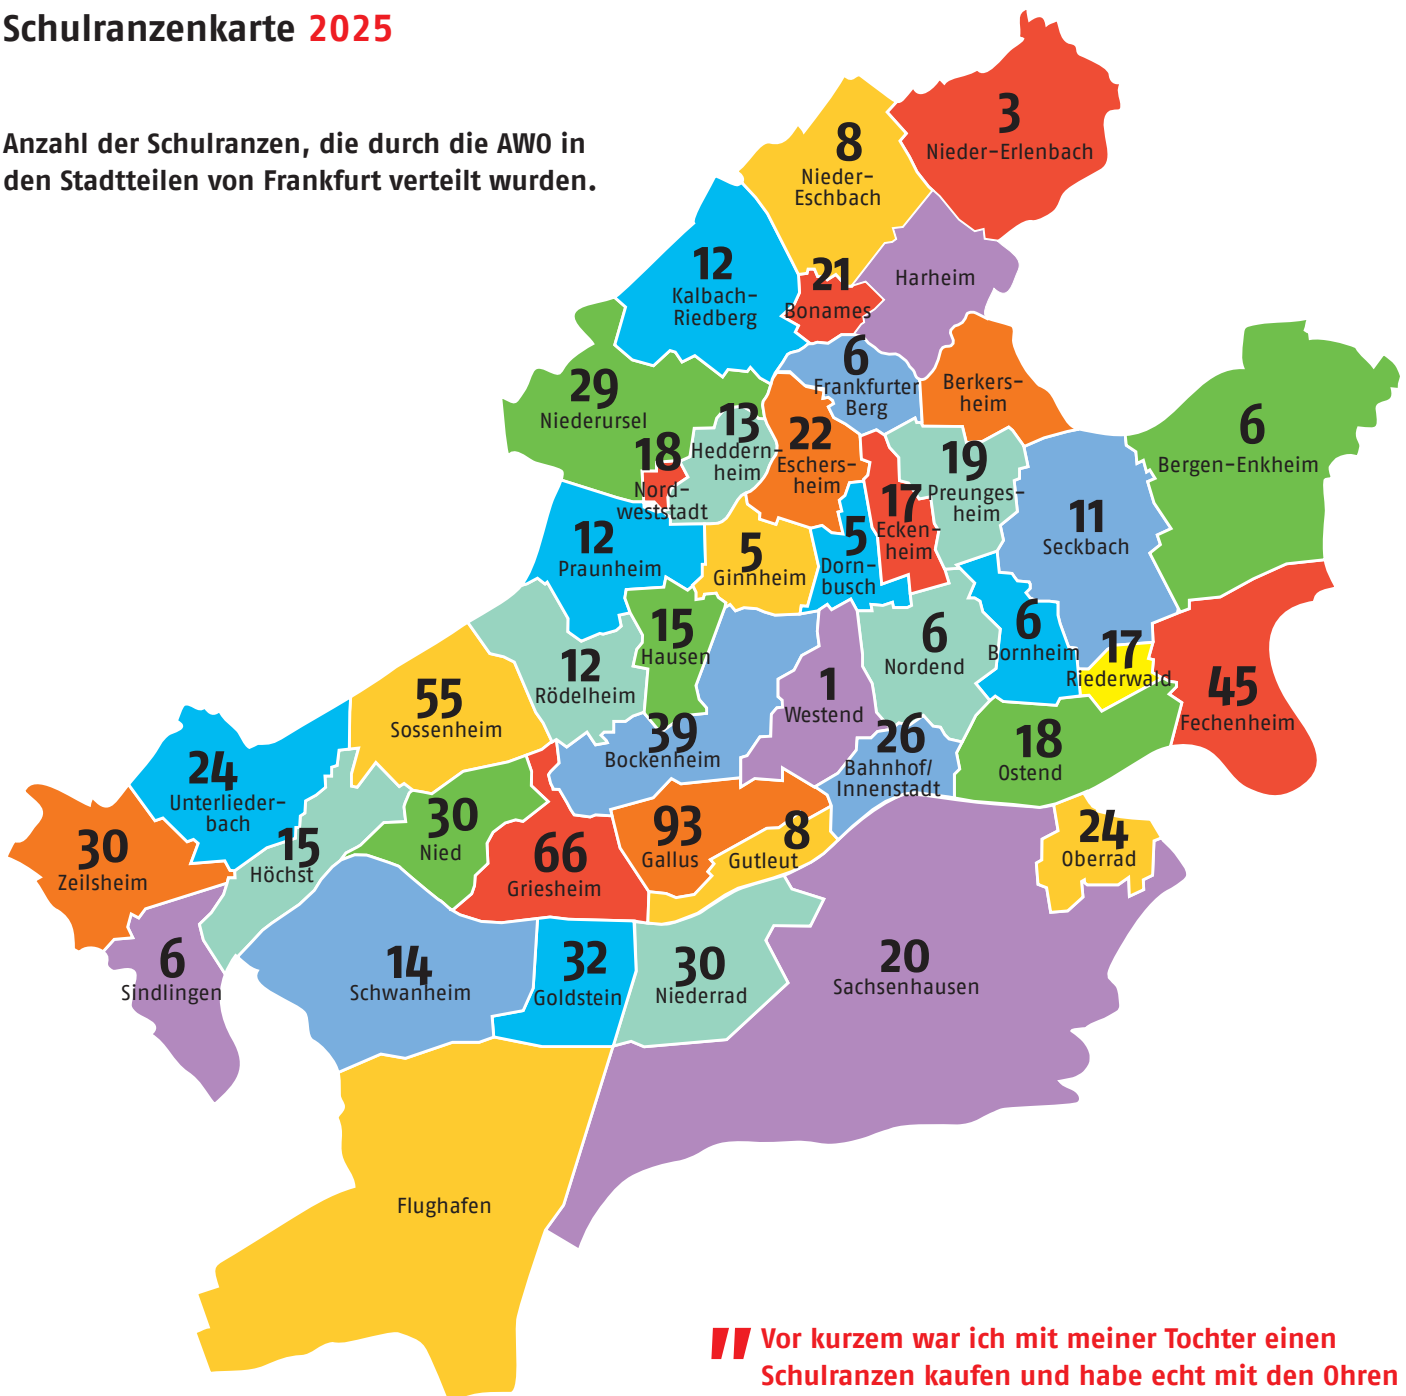 Schulranzenkarte 2025
Anzahl der Schulranzen, die durch die AWO in
den Stadtteilen von Frankfurt verteilt wurden.
3
Nieder-Erlenbach
8
Nieder-
Eschbach
12
Kalbach-
Riedberg
21
Bonames
Harheim
6
Frankfurter
Berg
Berkers-
heim
29
Niederursel
13
Heddern-
heim
18
Nord-
weststadt
22
Eschers-
heim
19
Preunges-
heim
17
Ecken-
heim
6
Bergen-Enkheim
11
Seckbach
12
Praunheim
5
Ginnheim
5
Dorn-
busch
15
Hausen
6
Nordend
6
Bornheim
17
Riederwald
12
Rödelheim
1
Westend
45
Fechenheim
55
Sossenheim
39
Bockenheim
26
Bahnhof/
Innenstadt
18
Ostend
24
Unterlieder-
bach
30
Zeilsheim
15
Höchst
30
Nied
66
Griesheim
93
Gallus
8
Gutleut
24
Oberrad
6
Sindlingen
14
Schwanheim
32
Goldstein
30
Niederrad
20
Sachsenhausen
Flughafen
" Vor kurzem war ich mit meiner Tochter einen
Schulranzen kaufen und habe echt mit den Ohren